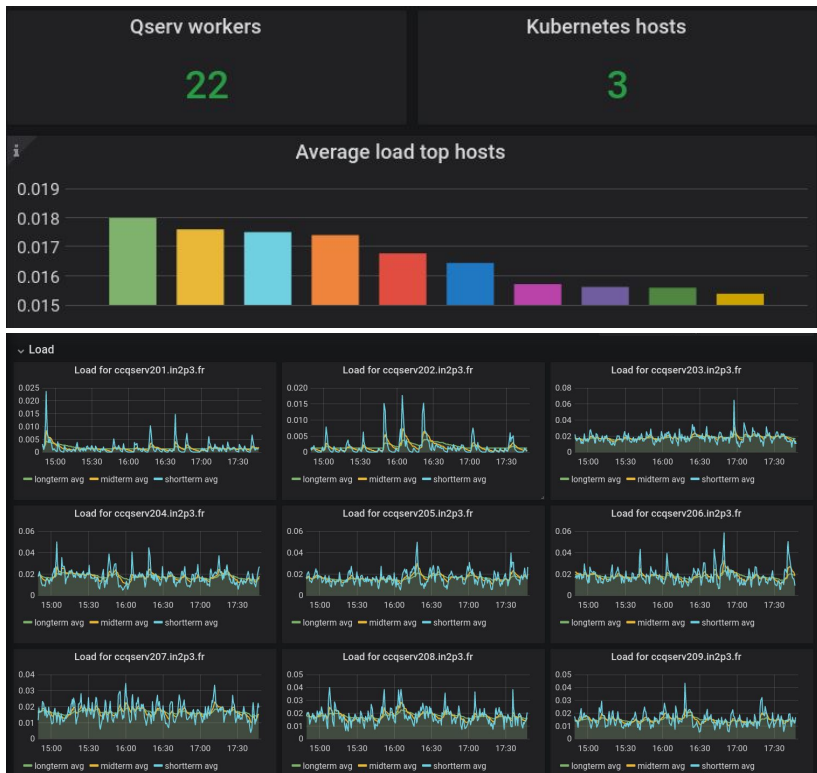 Qserv workers
Kubernetes hosts
22
3
i
Average load top hosts
0.019
0.018
0.017
0.016
0.015
Load
Load for ccqserv201.in2p3.fr
0.025
0.020
0.015
0.010
0.005
0
15:00 15:30 16:00 16:30 17:00 17:30
longterm avg midterm avg shortterm avg
Load for ccqserv202.in2p3.fr
0.020
0.015
0.010
0.005
0
15:00 15:30 16:00 16:30 17:00 17:30
longterm avg midterm avg shortterm avg
Load for ccqserv203.in2p3.fr
0.08
0.06
0.04
0.02
0
15:00 15:30 16:00 16:30 17:00 17:30
longterm avg midterm avg shortterm avg
Load for ccqserv204.in2p3.fr
0.06
0.04
0.02
0
15:00 15:30 16:00 16:30 17:00 17:30
longterm avg midterm avg shortterm avg
Load for ccqserv205.in2p3.fr
0.06
0.04
0.02
0
15:00 15:30 16:00 16:30 17:00 17:30
longterm avg midterm avg shortterm avg
Load for ccqserv206.in2p3.fr
0.06
0.04
0.02
0
15:00 15:30 16:00 16:30 17:00 17:30
longterm avg midterm avg shortterm avg
Load for ccqserv207.in2p3.fr
0.04
0.03
0.02
0.01
0
15:00 15:30 16:00 16:30 17:00 17:30
longterm avg midterm avg shortterm avg
Load for ccqserv208.in2p3.fr
0.05
0.04
0.03
0.02
0.01
0
15:00 15:30 16:00 16:30 17:00 17:30
longterm avg midterm avg shortterm avg
Load for ccqserv209.in2p3.fr
0.05
0.04
0.03
0.02
0.01
0
15:00 15:30 16:00 16:30 17:00 17:30
longterm avg midterm avg shortterm avg